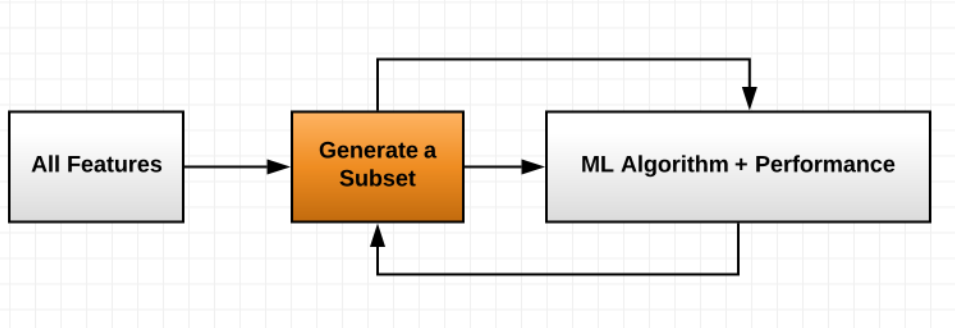 All Features
Generate a
Subset
ML Algorithm + Performance